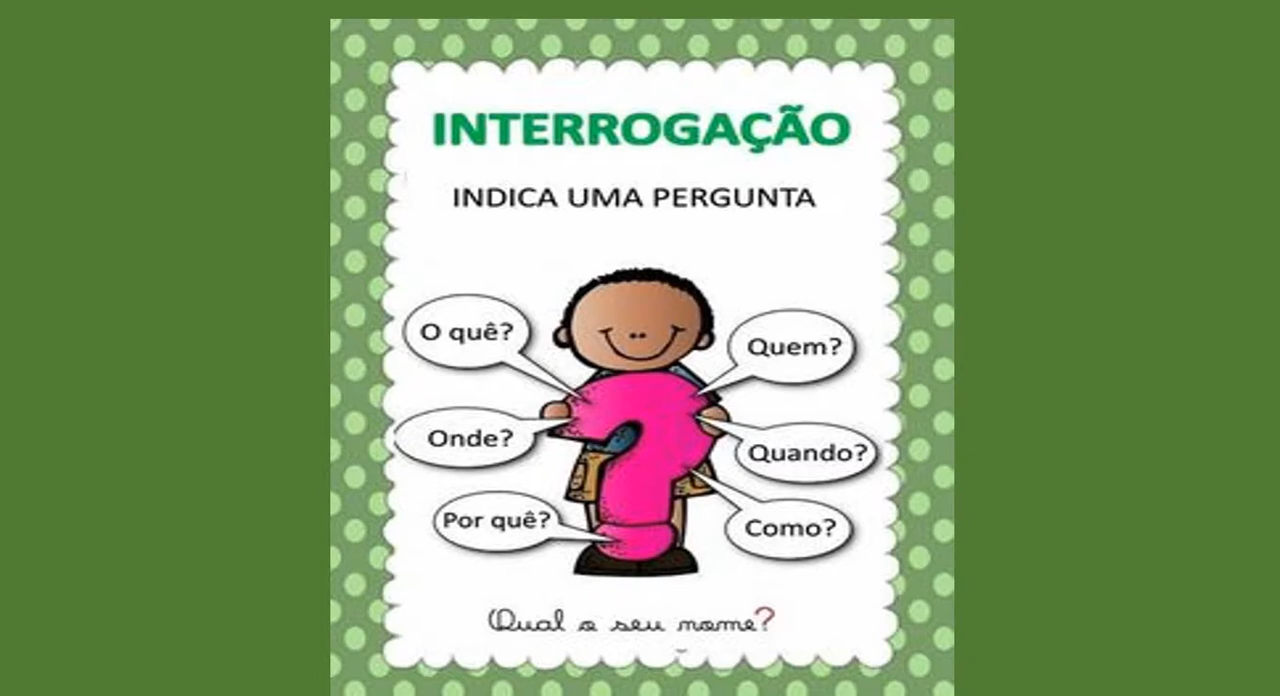 INTERROGAÇÃO
INDICA UMA PERGUNTA
O quê?
Quem?
Onde?
Quando?
Por quê?
Como?
Qual o seu nome?